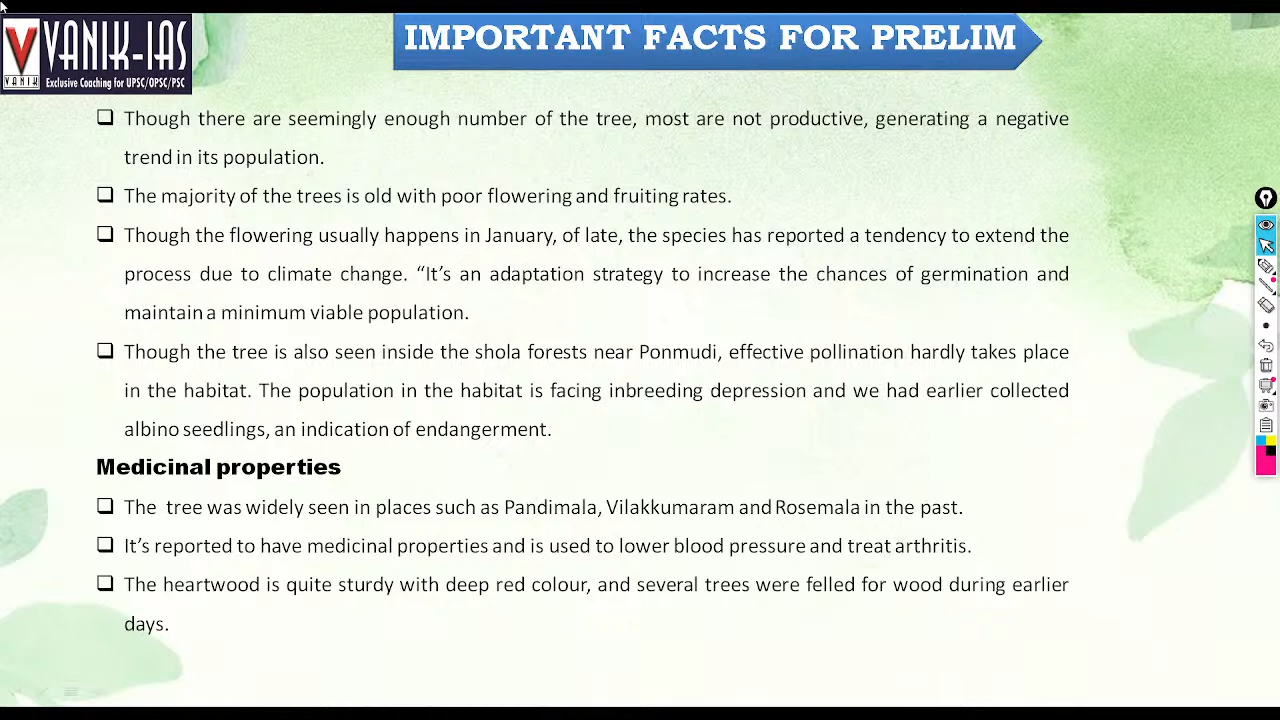 VANIK-IAS
VANIK
Exclusive Coaching for UPSC/OPSC/PSC
IMPORTANT FACTS FOR PRELIM
Though there are seemingly enough number of the tree, most are not productive, generating a negative
trend in its population.
The majority of the trees is old with poor flowering and fruiting rates.
Though the flowering usually happens in January, of late, the species has reported a tendency to extend the
process due to climate change. “It’s an adaptation strategy to increase the chances of germination and
maintain a minimum viable population.
Though the tree is also seen inside the shola forests near Ponmudi, effective pollination hardly takes place
in the habitat. The population in the habitat is facing inbreeding depression and we had earlier collected
albino seedlings, an indication of endangerment.
Medicinal properties
The tree was widely seen in places such as Pandimala, Vilakkumaram and Rosemala in the past.
It’s reported to have medicinal properties and is used to lower blood pressure and treat arthritis.
The heartwood is quite sturdy with deep red colour, and several trees were felled for wood during earlier
days.